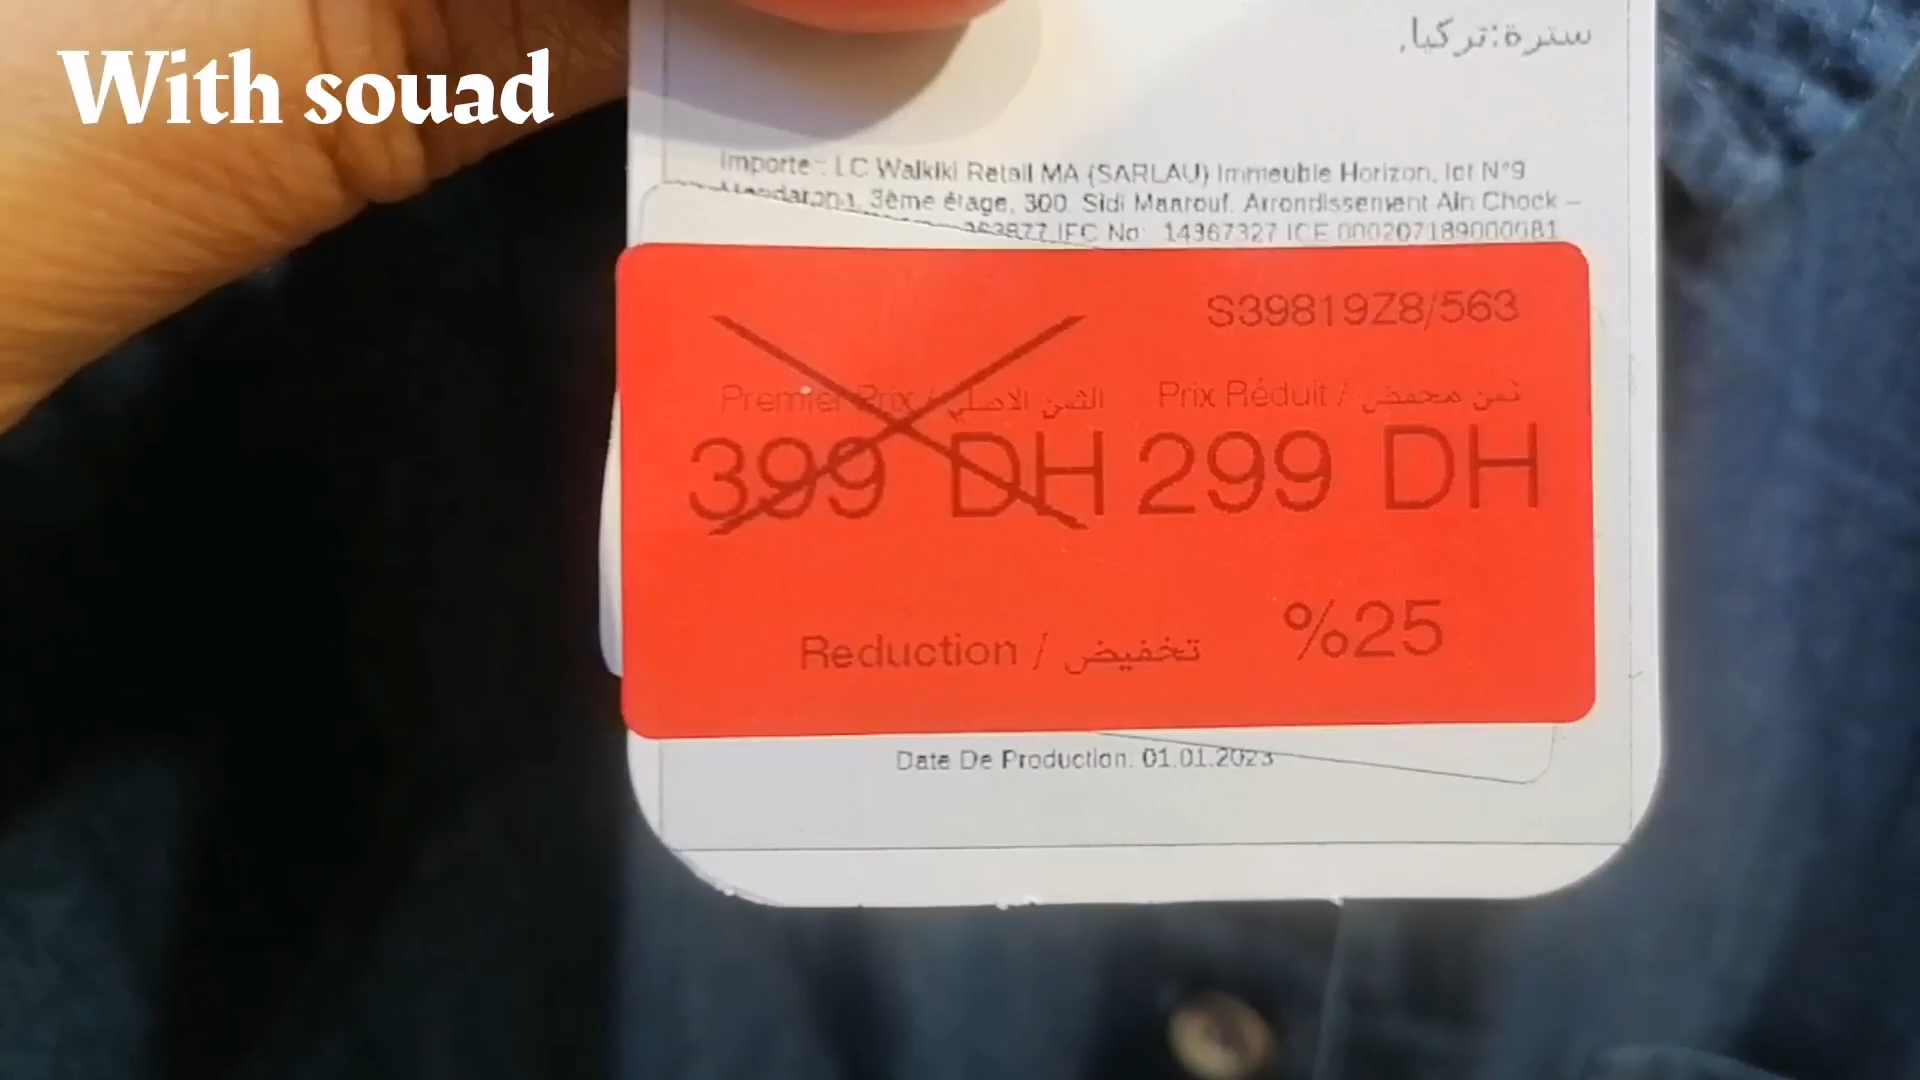 With souad
سترة:تركيا.
Importe : LC Waikiki Retail MA (SARLAU) Immeuble Horizon, lot N°9
3ème étage, 300 Sidi Maarouf. Arrondissement Ain Chock –
IFC No: 14367327 ICE 000207189000081
S39819Z8/563
Premier Prix / الثمن الاصلي
Prix Réduit / ثمن مخفض
399 DH
299 DH
Reduction / تخفيض
%25
Date De Production: 01.01.2023